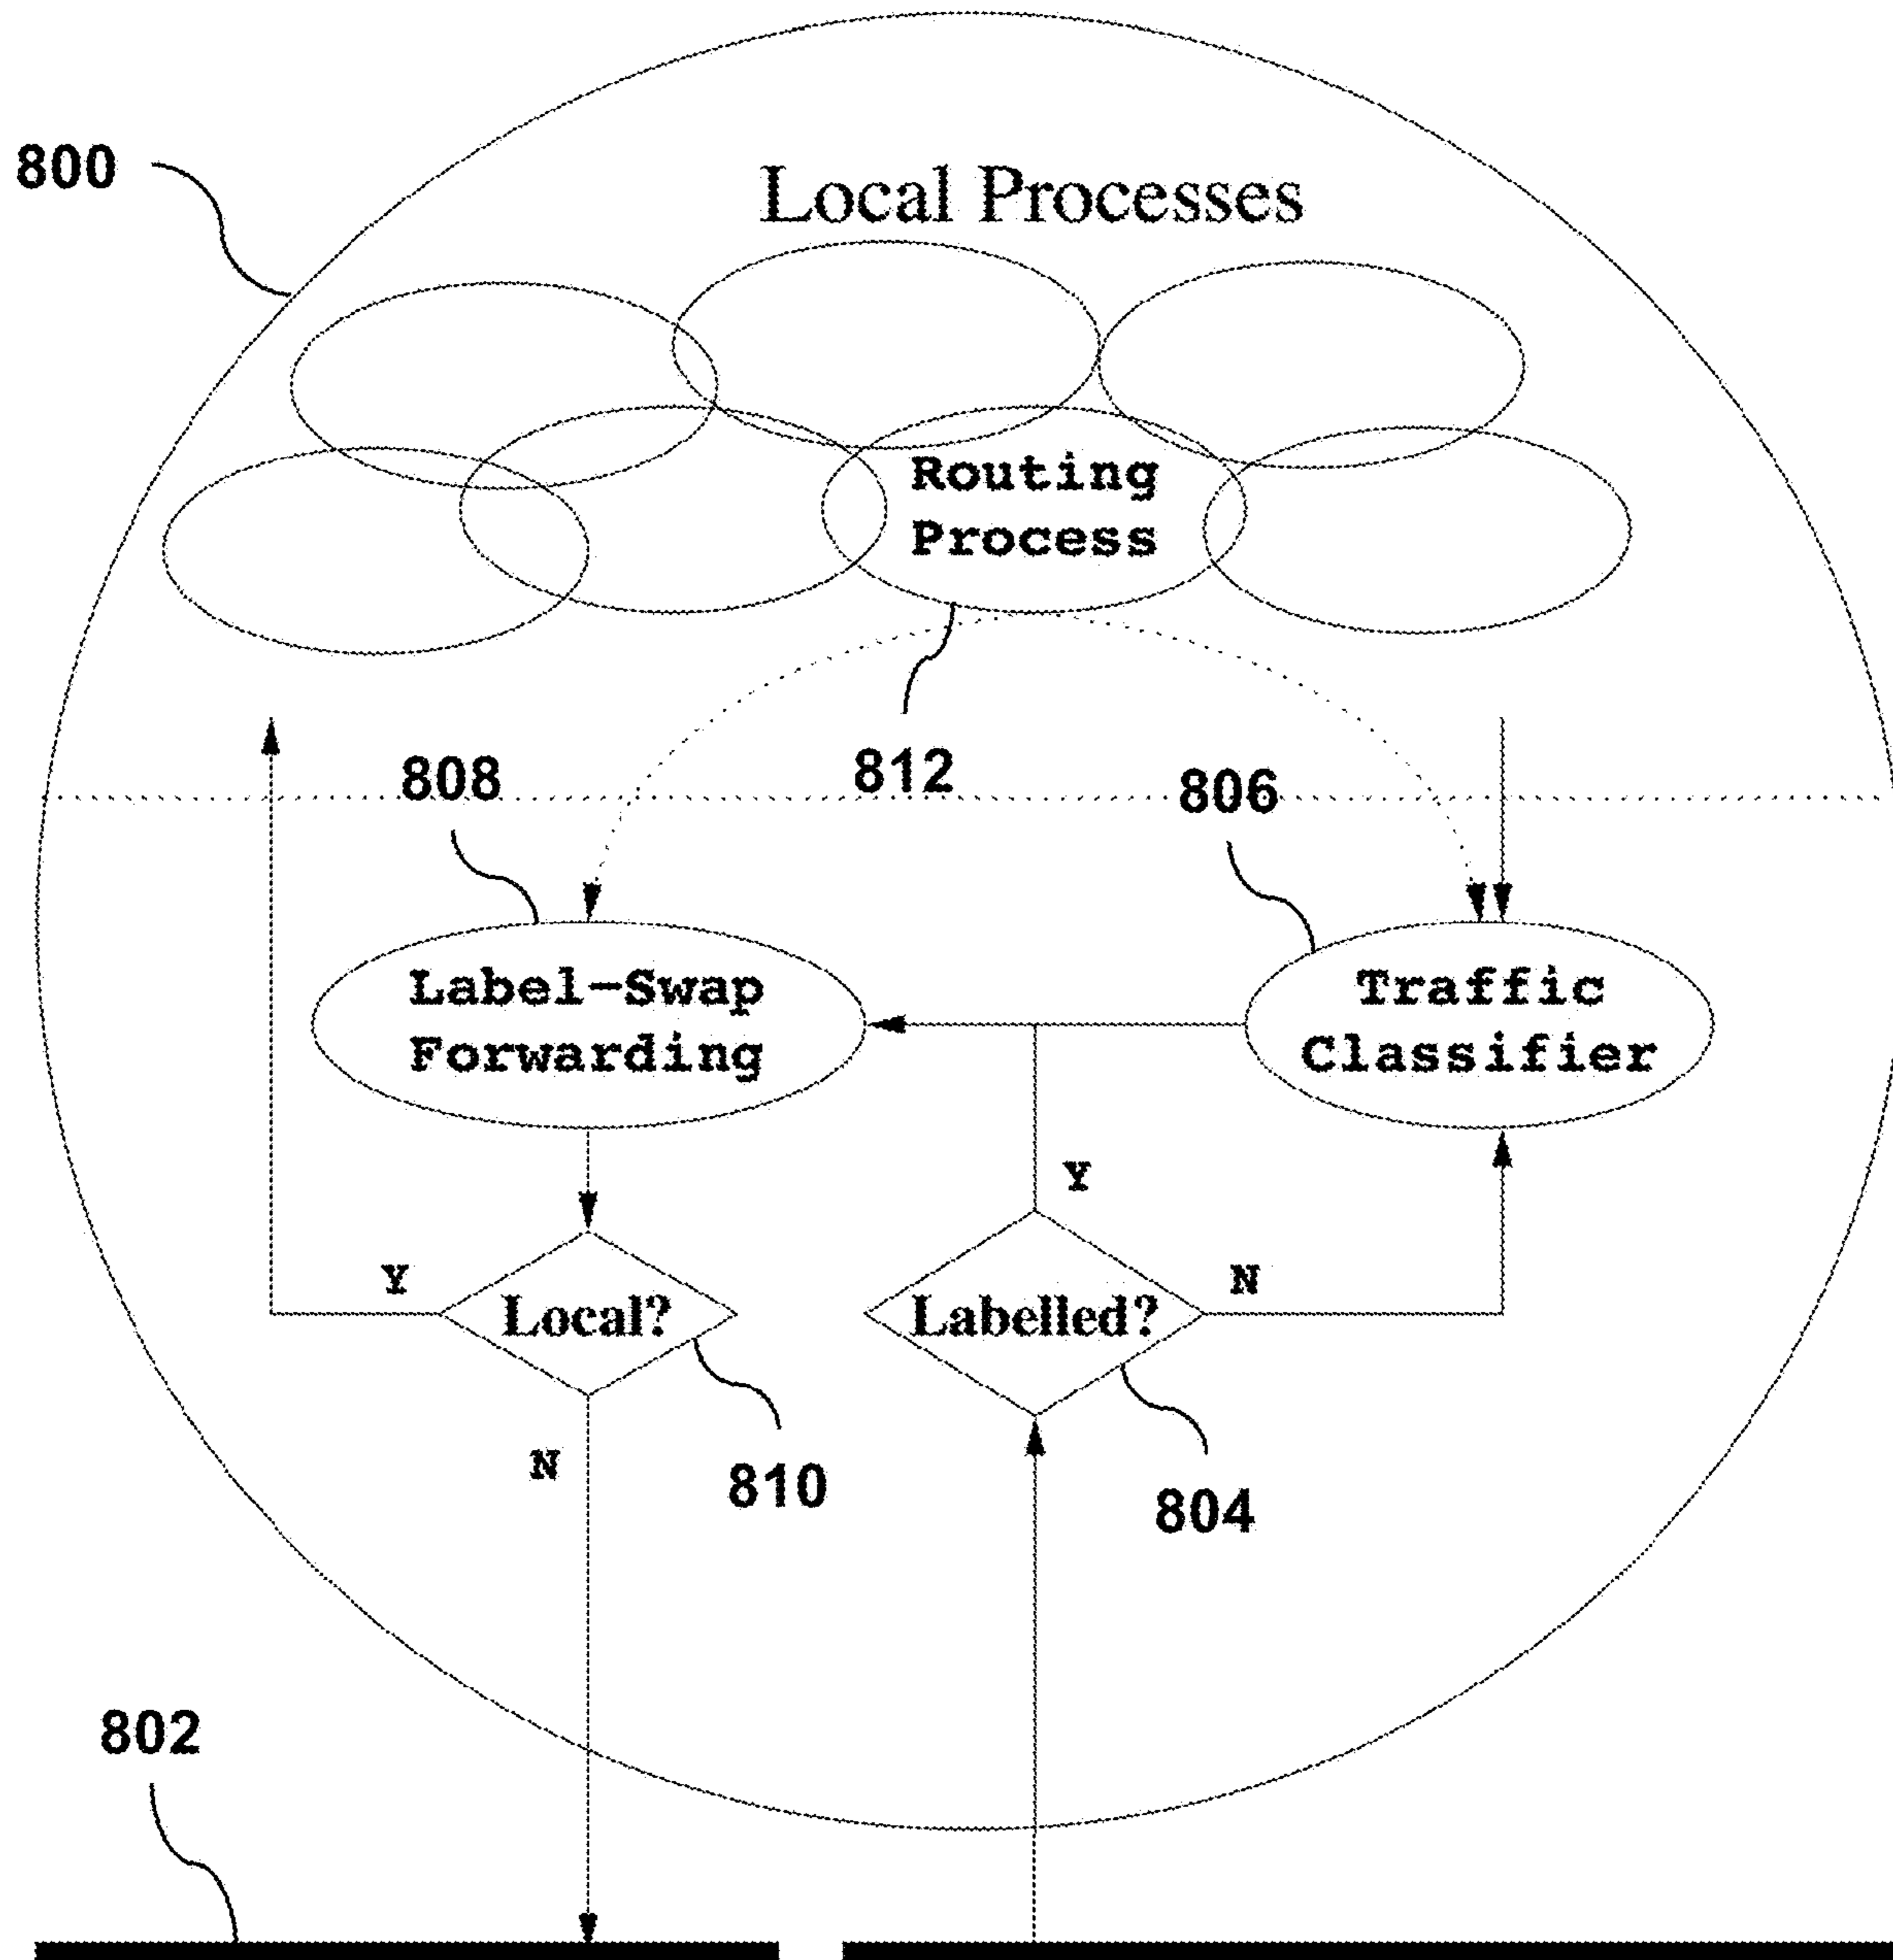 800
Local Processes
Routing
Process
808
812
806
Label-Swap
Forwarding
Traffic
Classifier
Y
Y
Local?
Labelled?
N
N
810
804
802